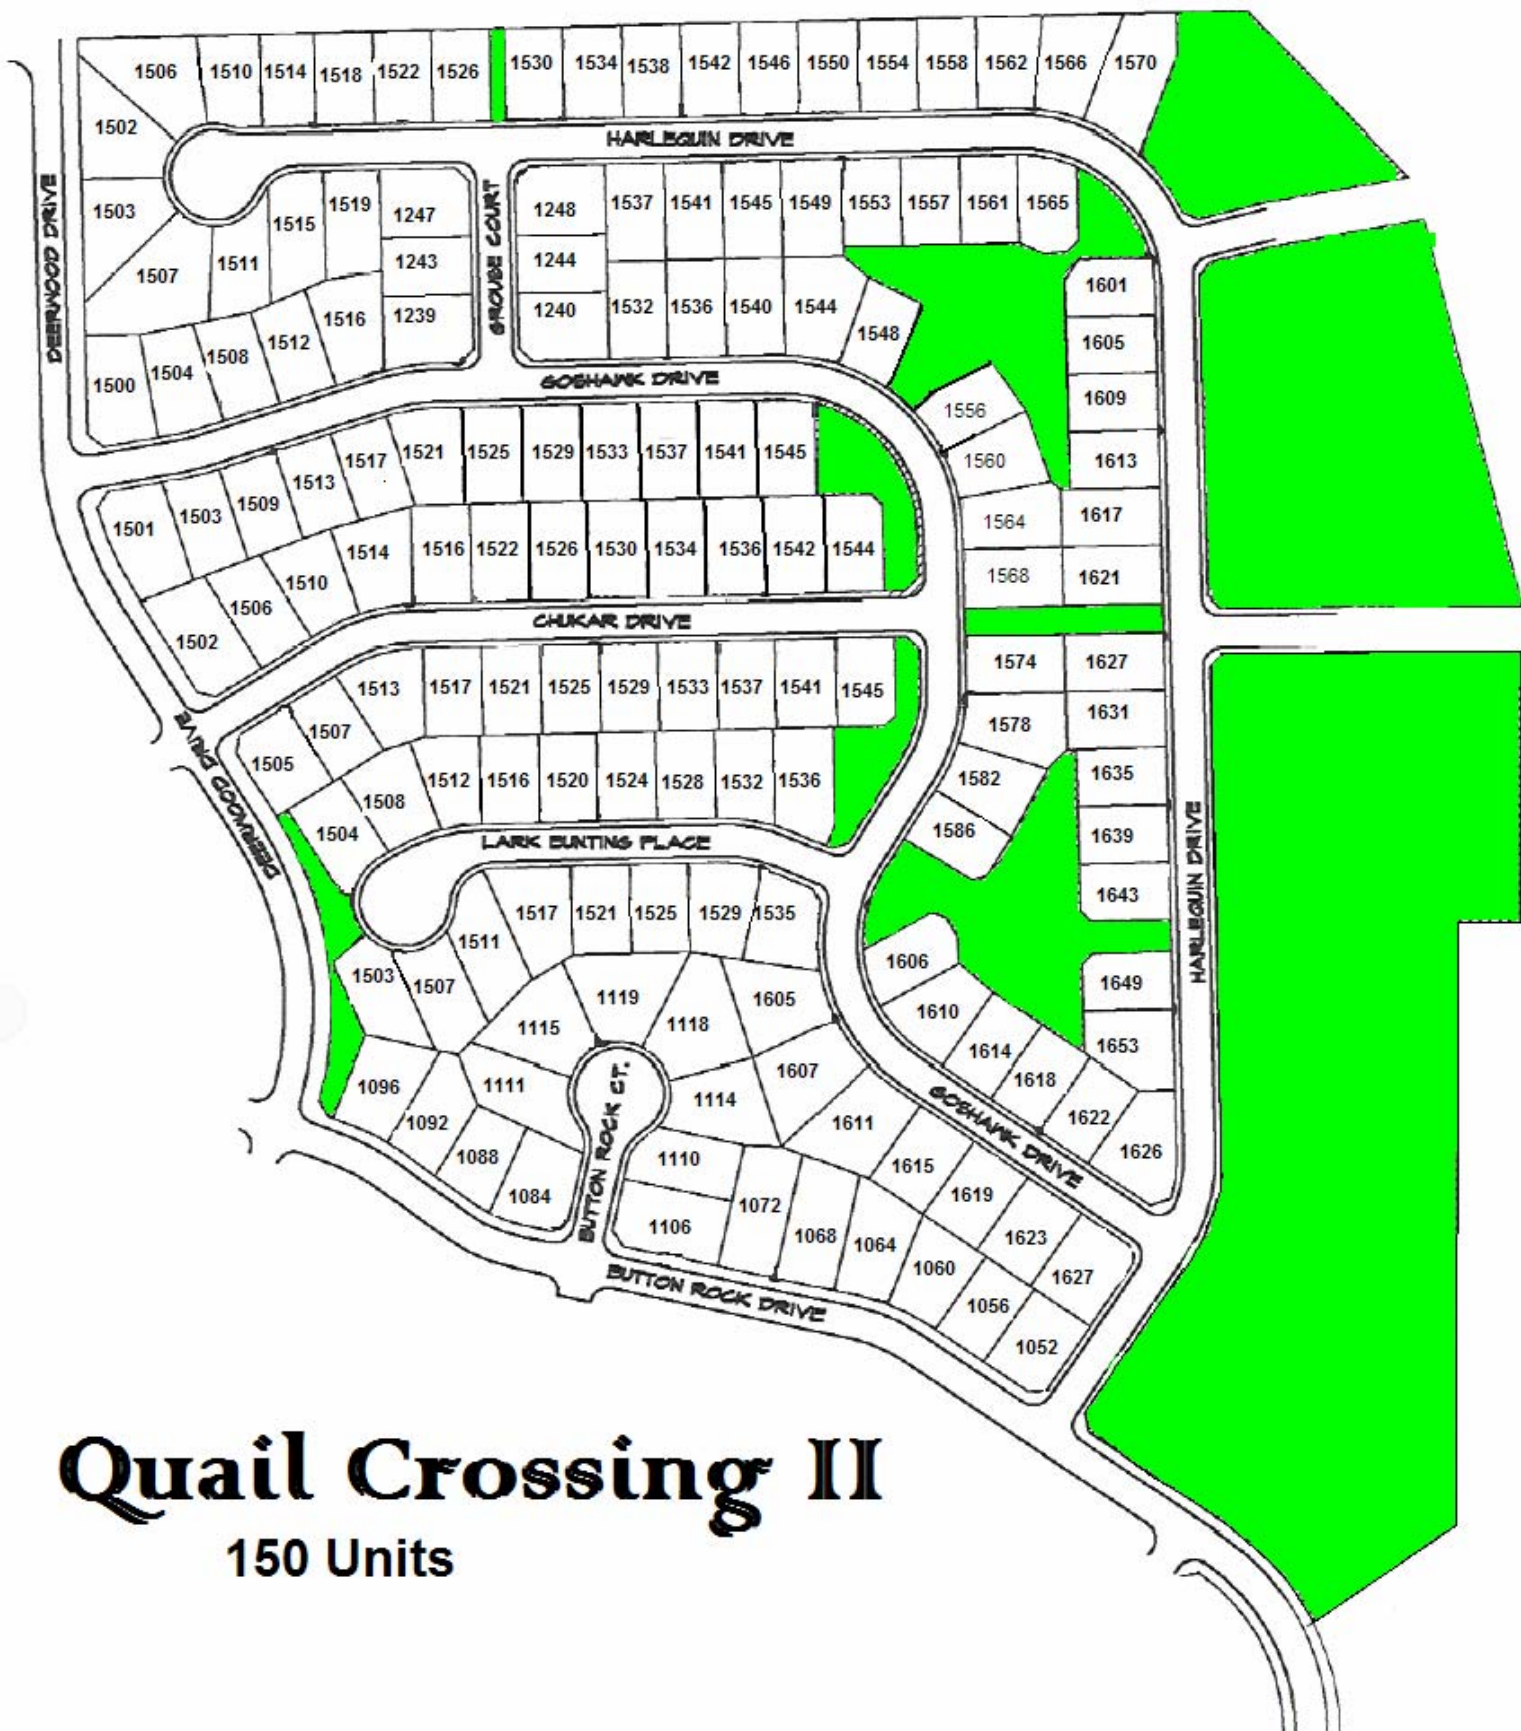 1506 1510 1514 1518 1522 1526 1530 1534 1538 1542 1546 1550 1554 1558 1562 1566 1570
1502
HARLEQUIN DRIVE
DEERWOOD DRIVE
1503 1515 1519 1247 1248 1537 1541 1545 1549 1553 1557 1561 1565
GROUSE COURT
1507 1511 1243 1244 1601
1516 1239 1240 1532 1536 1540 1544 1548 1605
1500 1504 1508 1512
GOSHAWK DRIVE
1556 1609
1521 1525 1529 1533 1537 1541 1545 1560 1613
1501 1503 1509 1513 1517
1564 1617
1514 1516 1522 1526 1530 1534 1536 1542 1544 1568 1621
1502 1506 1510
CHUKAR DRIVE
1513 1517 1521 1525 1529 1533 1537 1541 1545 1574 1627
1505 1507 1578 1631
DEERWOOD DRIVE
1504 1508 1512 1516 1520 1524 1528 1532 1536 1582 1635
1586 1639
LARK BUNTING PLACE
HARLEQUIN DRIVE
1643
1511 1517 1521 1525 1529 1535
1503 1507 1606 1649
1115 1119 1118 1605 1610
1614 1653
1096 1111 1114 1607 1618
BUTTON ROCK CT.
GOSHAWK DRIVE
1092 1611 1622
1088 1110 1615 1626
1084 1106 1072 1068 1064 1619
1060 1623
1056 1627
1052
BUTTON ROCK DRIVE
Quail Crossing II
150 Units